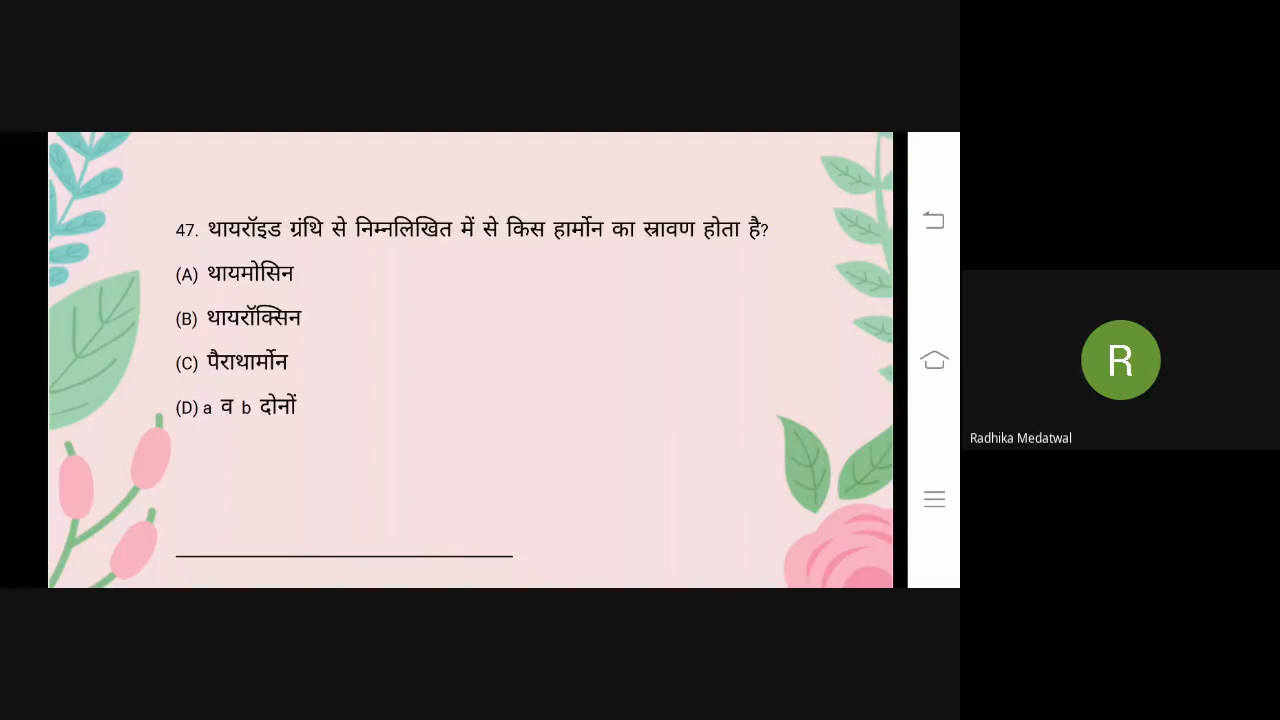 47. थायरॉइड ग्रंथि से निम्नलिखित में से किस हार्मोन का स्रावण होता है?
(A) थायमोसिन
(B) थायरॉक्सिन
(C) पैराथार्मोन
(D) a व b दोनों
R
Radhika Medatwal